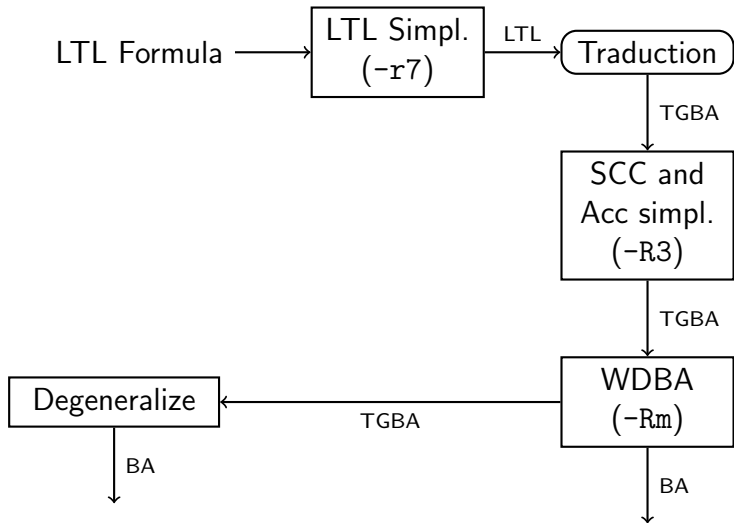 LTL Formula
LTL Simpl.
(-r7)
LTL
Traduction
TGBA
SCC and
Acc simpl.
(-R3)
TGBA
WDBA
(-Rm)
TGBA
Degeneralize
BA
BA